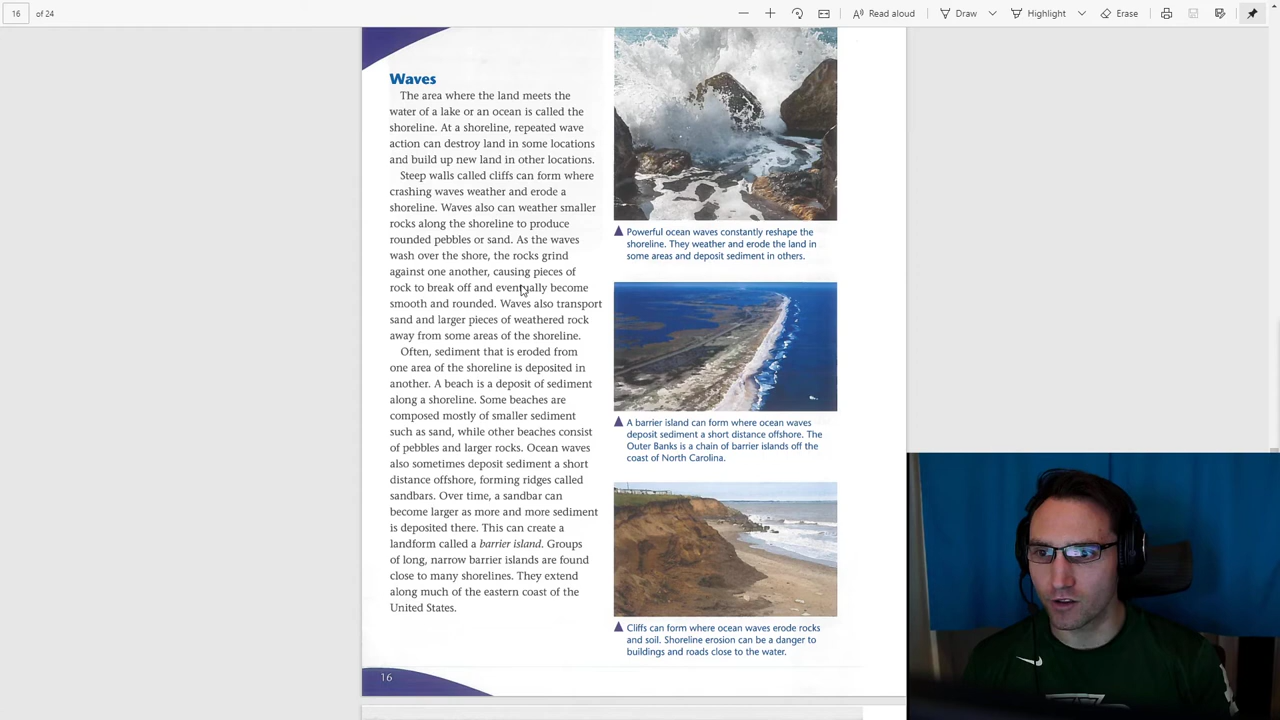 16
of 24
Read aloud
Draw
Highlight
Erase
Waves
The area where the land meets the
water of a lake or an ocean is called the
shoreline. At a shoreline, repeated wave
action can destroy land in some locations
and build up new land in other locations.
Steep walls called cliffs can form where
crashing waves weather and erode a
shoreline. Waves also can weather smaller
rocks along the shoreline to produce
rounded pebbles or sand. As the waves
wash over the shore, the rocks grind
against one another, causing pieces of
rock to break off and eventually become
smooth and rounded. Waves also transport
sand and larger pieces of weathered rock
away from some areas of the shoreline.
Often, sediment that is eroded from
one area of the shoreline is deposited in
another. A beach is a deposit of sediment
along a shoreline. Some beaches are
composed mostly of smaller sediment
such as sand, while other beaches consist
of pebbles and larger rocks. Ocean waves
also sometimes deposit sediment a short
distance offshore, forming ridges called
sandbars. Over time, a sandbar can
become larger as more and more sediment
is deposited there. This can create a
landform called a barrier island. Groups
of long, narrow barrier islands are found
close to many shorelines. They extend
along much of the eastern coast of the
United States.
Powerful ocean waves constantly reshape the
shoreline. They weather and erode the land in
some areas and deposit sediment in others.
A barrier island can form where ocean waves
deposit sediment a short distance offshore. The
Outer Banks is a chain of barrier islands off the
coast of North Carolina.
Cliffs can form where ocean waves erode rocks
and soil. Shoreline erosion can be a danger to
buildings and roads close to the water.
16